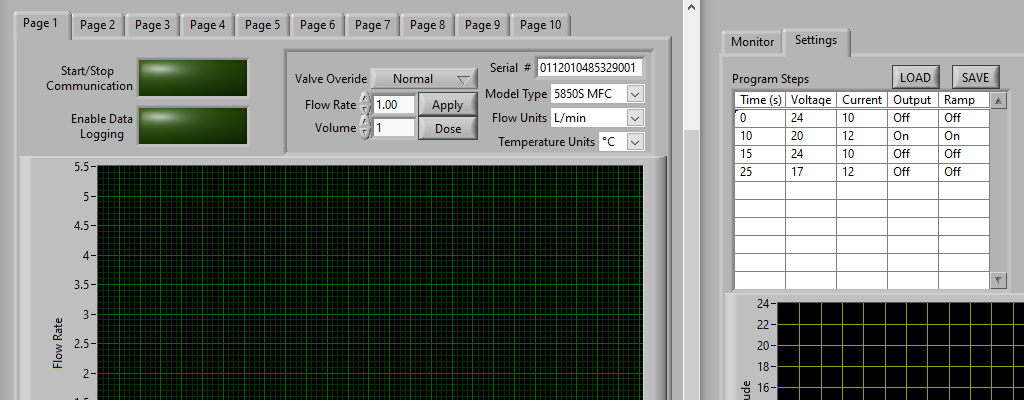 Page 1 Page 2 Page 3 Page 4 Page 5 Page 6 Page 7 Page 8 Page 9 Page 10
Start/Stop
Communication
Enable Data
Logging
Valve Overide Normal
Flow Rate 1.00 Apply
Volume 1 Dose
Serial # 0112010485329001
Model Type 5850S MFC
Flow Units L/min
Temperature Units °C
5.5
5
4.5
4
3.5
3
2.5
2
1.5
Flow Rate
Monitor Settings
Program Steps LOAD SAVE
Time (s) Voltage Current Output Ramp
0 24 10 Off Off
10 20 12 On On
15 24 10 Off Off
25 17 12 Off Off
24
22
20
18
16